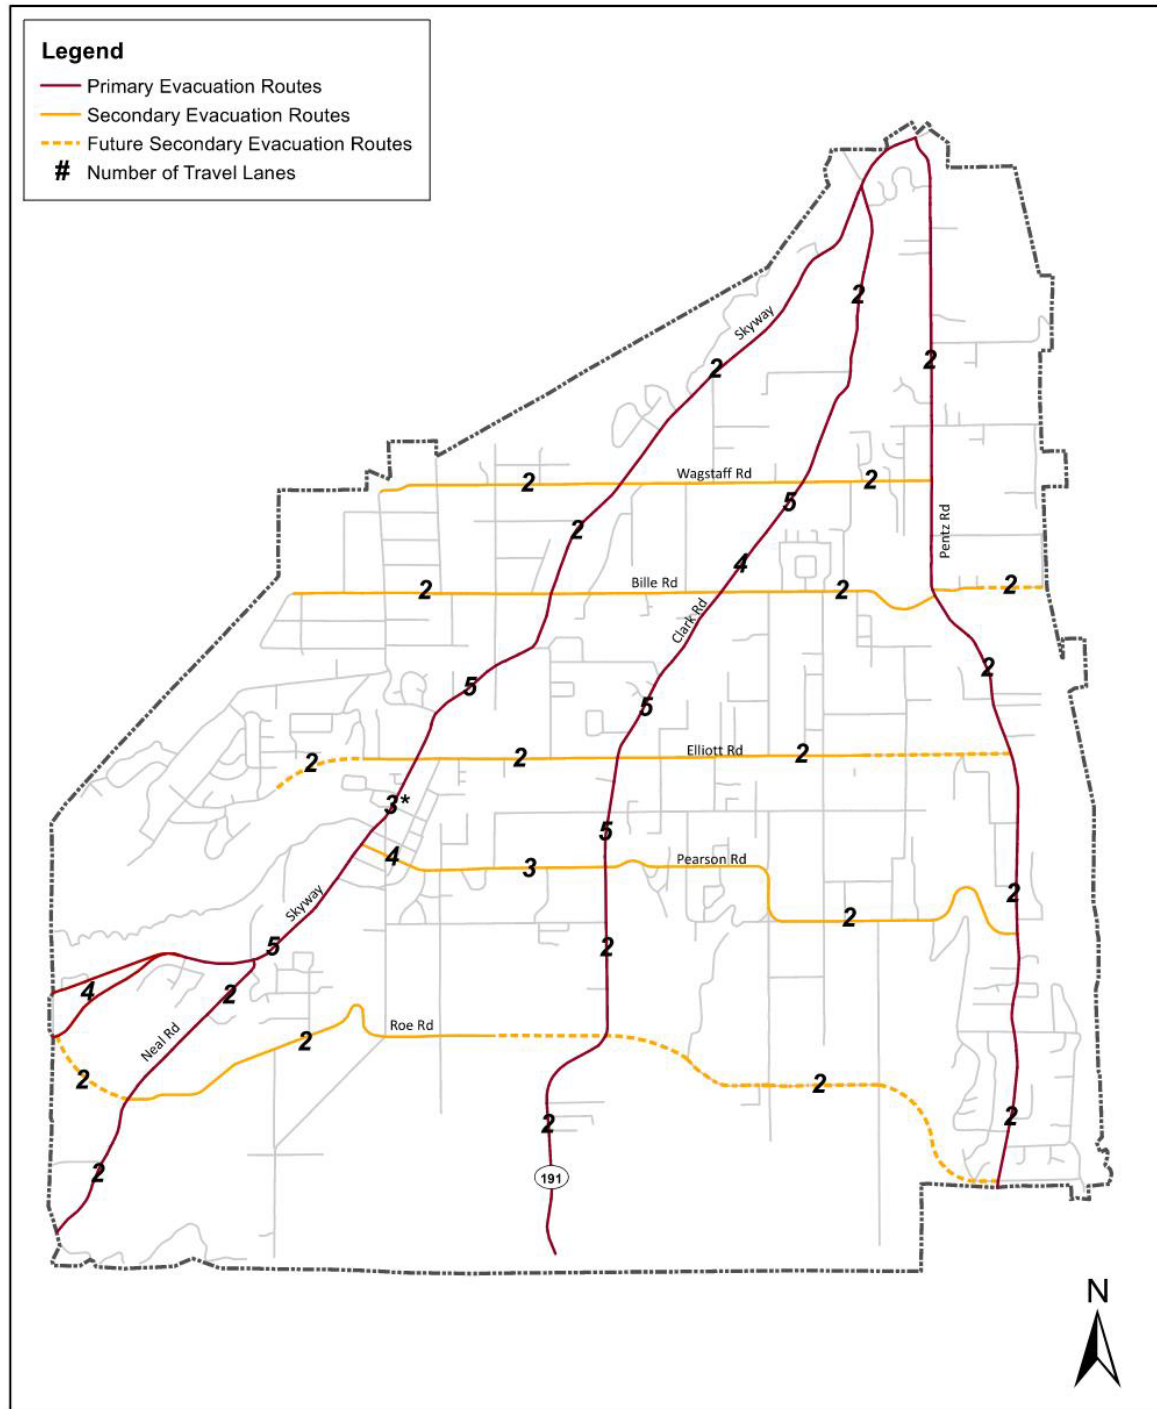 Legend
Primary Evacuation Routes
Secondary Evacuation Routes
Future Secondary Evacuation Routes
# Number of Travel Lanes
2
Skyway
2
2
Wagstaff Rd
2
2
5
2
Pentz Rd
4
Bille Rd
2
2
2
Clark Rd
2
5
5
Elliott Rd
2
2
2
3*
5
4
3
Pearson Rd
2
2
Skyway
5
2
4
2
Neal Rd
Roe Rd
2
2
2
2
2
2
191
N